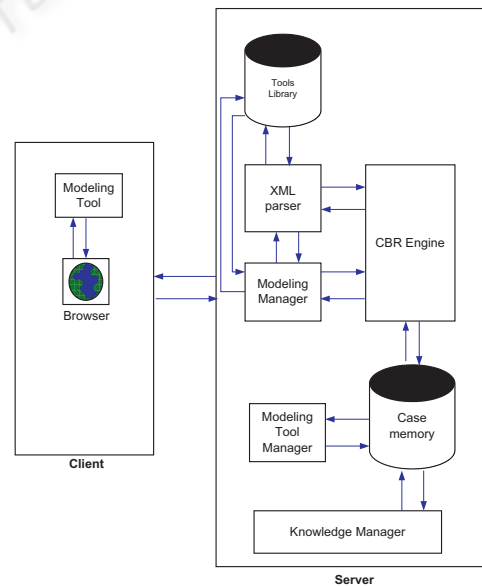 Tools
Library
XML
parser
CBR Engine
Modeling
Manager
Modeling
Tool
Browser
Client
Modeling
Tool
Manager
Case
memory
Knowledge Manager
Server